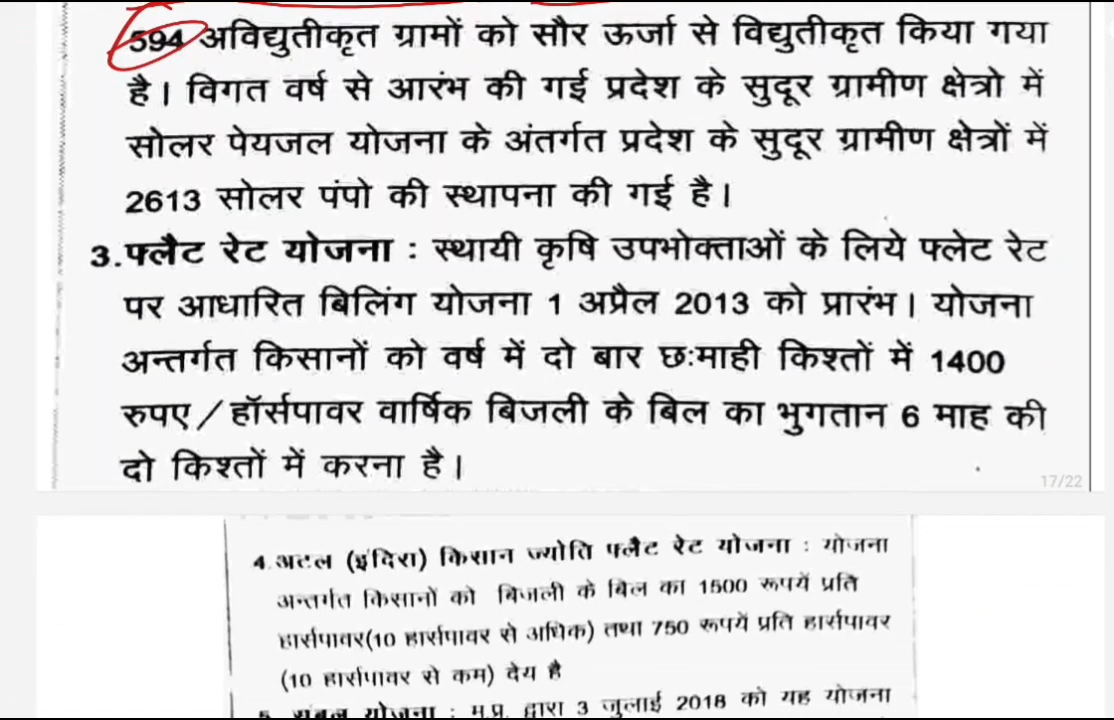 594 अविद्युतीकृत ग्रामों को सौर ऊर्जा से विद्युतीकृत किया गया
है। विगत वर्ष से आरंभ की गई प्रदेश के सुदूर ग्रामीण क्षेत्रो में
सोलर पेयजल योजना के अंतर्गत प्रदेश के सुदूर ग्रामीण क्षेत्रों में
2613 सोलर पंपो की स्थापना की गई है।
3.फ्लैट रेट योजना : स्थायी कृषि उपभोक्ताओं के लिये फ्लेट रेट
पर आधारित बिलिंग योजना 1 अप्रैल 2013 को प्रारंभ। योजना
अन्तर्गत किसानों को वर्ष में दो बार छःमाही किश्तों में 1400
रुपए/हॉर्सपावर वार्षिक बिजली के बिल का भुगतान 6 माह की
दो किश्तों में करना है।
17/22
4.अटल (इंदिरा) किसान ज्योति फ्लैट रेट योजना : योजना
अन्तर्गत किसानों को बिजली के बिल का 1500 रूपयें प्रति
हार्सपावर(10 हार्सपावर से अधिक) तथा 750 रूपयें प्रति हार्सपावर
(10 हार्सपावर से कम) देय है
5. संबल योजना : म.प्र. द्वारा 3 जुलाई 2018 को यह योजना